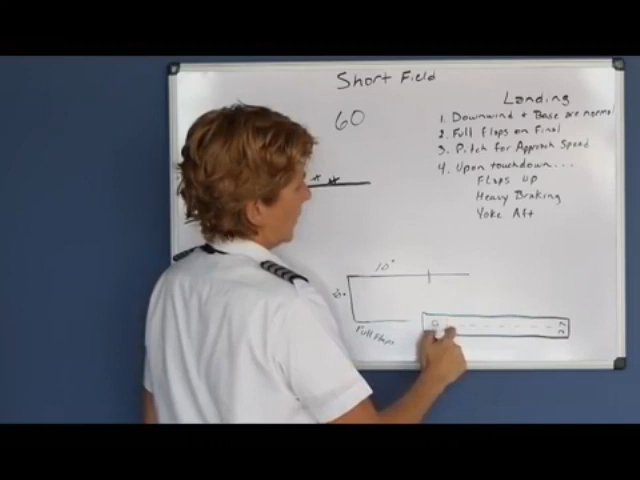 Short Field
60
Landing
1. Downwind + Base are normal
2. Full Flaps on Final
3. Pitch for Approach Speed
4. Upon touchdown...
Flaps Up
Heavy Braking
Yoke Aft
10°
Full Flaps
27